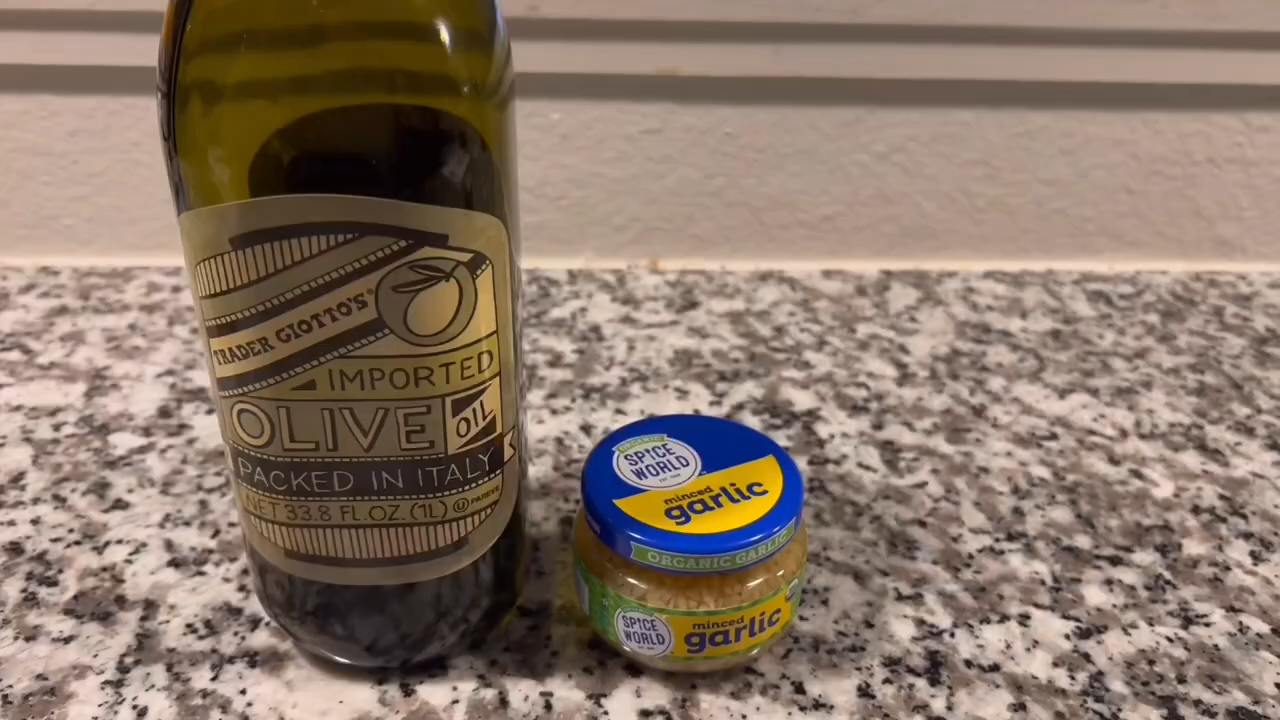 TRADER GIOTTO'S®
IMPORTED
OLIVE OIL
PACKED IN ITALY
NET 33.8 FL.OZ. (1L) U PAREVE
ORGANIC
SPICE
WORLD
minced
garlic
ORGANIC GARLIC
SPICE
WORLD
minced
garlic